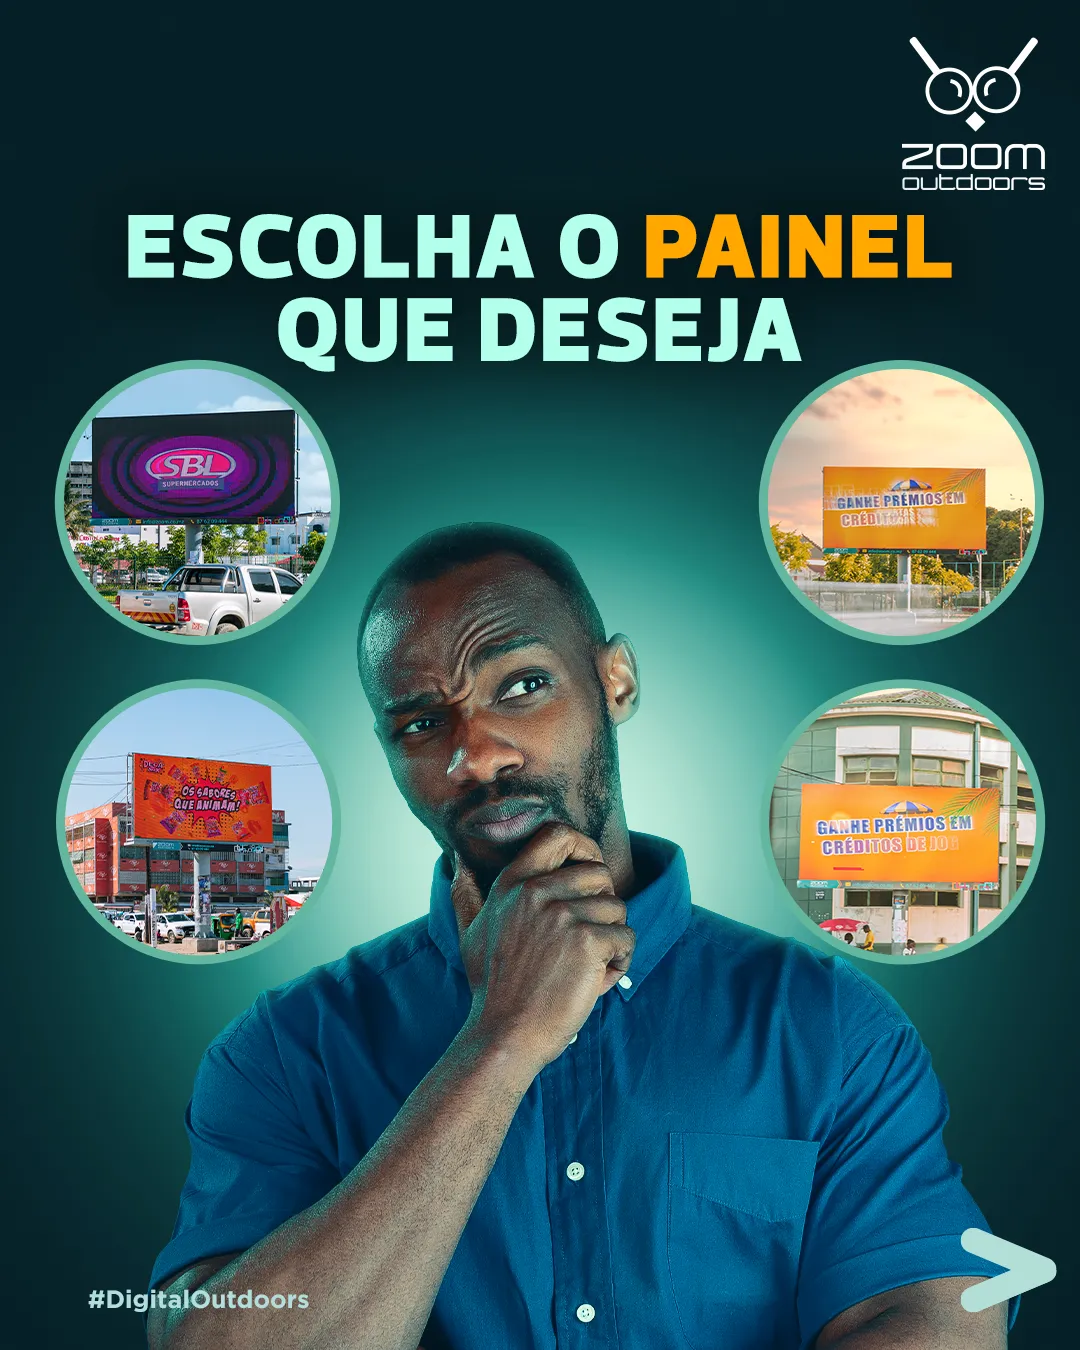 ZOOM
outdoors
ESCOLHA O PAINEL
QUE DESEJA
SBL
SUPERMERCADOS
GANHE PRÉMIOS EM
OS SABORES
QUE ANIMAM!
GANHE PRÉMIOS EM
CRÉDITOS DE JOG
#DigitalOutdoors